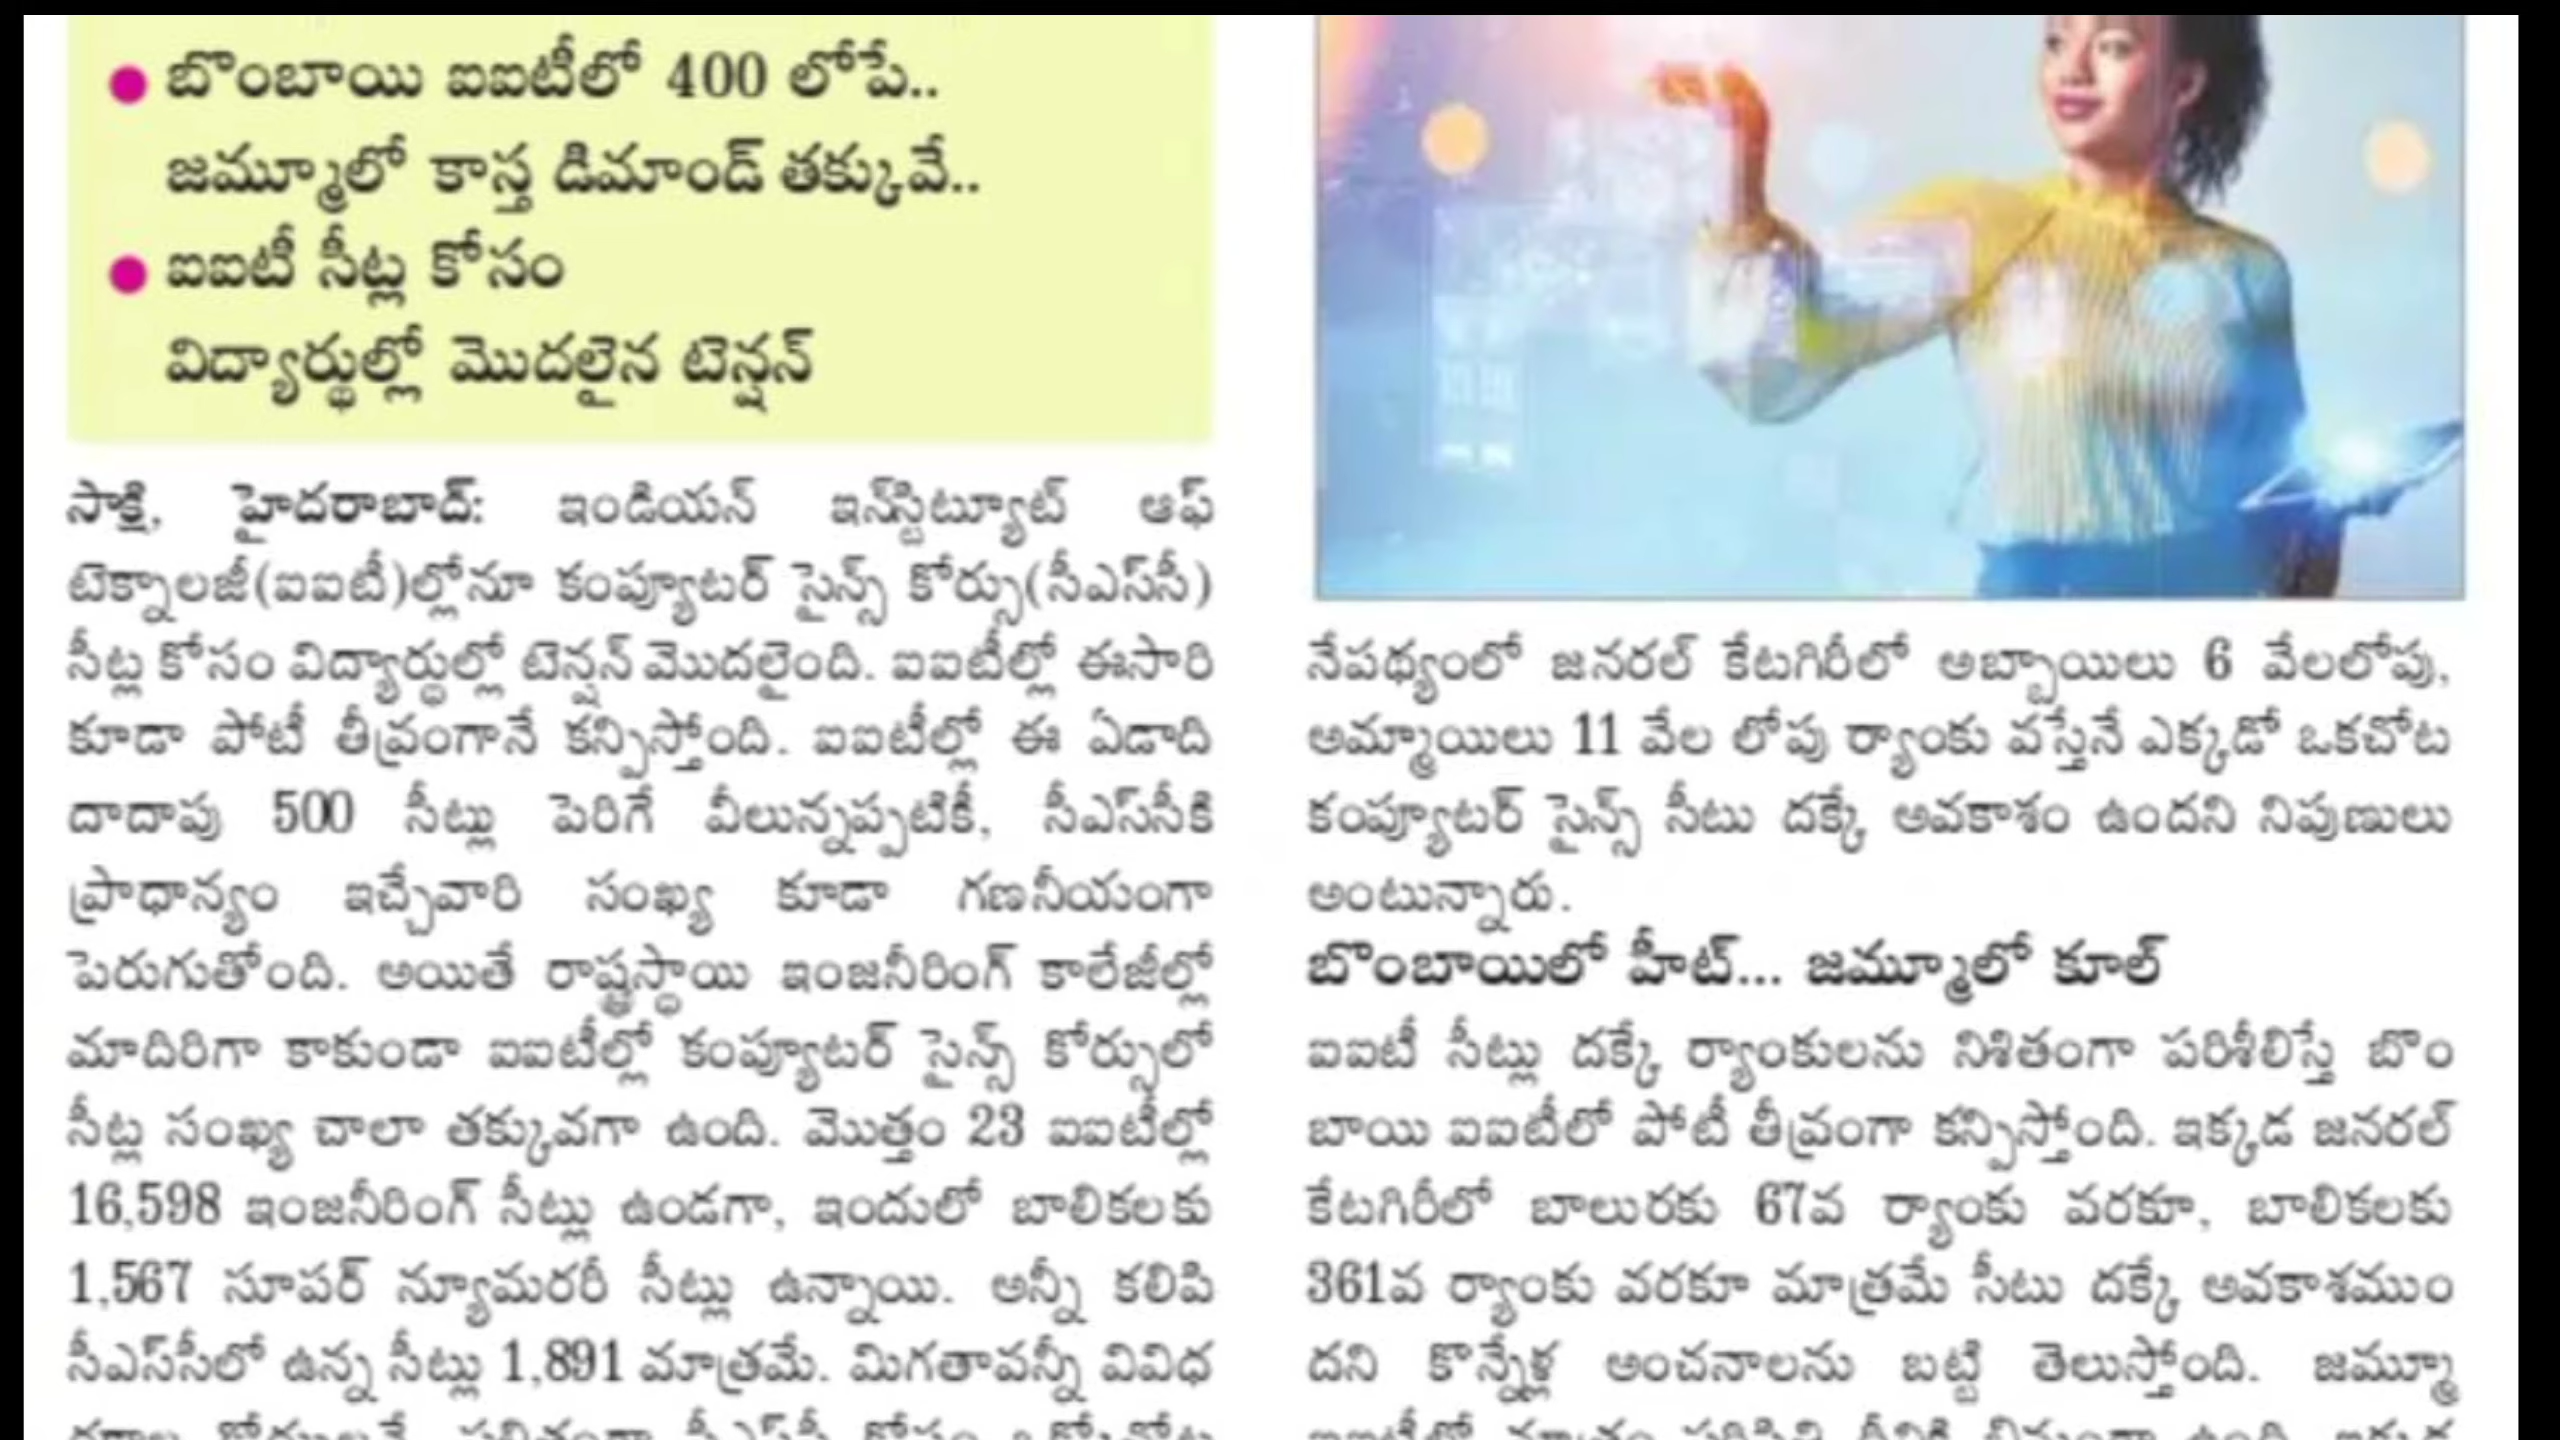 ● బొంబాయి ఐఐటీలో 400 లోపే..
జమ్మూలో కాస్త డిమాండ్ తక్కువే..
● ఐఐటీ సీట్ల కోసం
విద్యార్థుల్లో మొదలైన టెన్షన్
సాక్షి, హైదరాబాద్: ఇండియన్ ఇన్‌స్టిట్యూట్ ఆఫ్
టెక్నాలజీ(ఐఐటీ)ల్లోనూ కంప్యూటర్ సైన్స్ కోర్సు(సీఎస్‌సీ)
సీట్ల కోసం విద్యార్థుల్లో టెన్షన్ మొదలైంది. ఐఐటీల్లో ఈసారి
కూడా పోటీ తీవ్రంగానే కన్పిస్తోంది. ఐఐటీల్లో ఈ ఏడాది
దాదాపు 500 సీట్లు పెరిగే వీలున్నప్పటికీ, సీఎస్‌సీకి
ప్రాధాన్యం ఇచ్చేవారి సంఖ్య కూడా గణనీయంగా
పెరుగుతోంది. అయితే రాష్ట్రస్థాయి ఇంజనీరింగ్ కాలేజీల్లో
మాదిరిగా కాకుండా ఐఐటీల్లో కంప్యూటర్ సైన్స్ కోర్సులో
సీట్ల సంఖ్య చాలా తక్కువగా ఉంది. మొత్తం 23 ఐఐటీల్లో
16,598 ఇంజనీరింగ్ సీట్లు ఉండగా, ఇందులో బాలికలకు
1,567 సూపర్ న్యూమరరీ సీట్లు ఉన్నాయి. అన్నీ కలిపి
సీఎస్‌సీలో ఉన్న సీట్లు 1,891 మాత్రమే. మిగతావన్నీ వివిధ
నేపథ్యంలో జనరల్ కేటగిరీలో అబ్బాయిలు 6 వేలలోపు,
అమ్మాయిలు 11 వేల లోపు ర్యాంకు వస్తేనే ఎక్కడో ఒకచోట
కంప్యూటర్ సైన్స్ సీటు దక్కే అవకాశం ఉందని నిపుణులు
అంటున్నారు.
బొంబాయిలో హీట్... జమ్మూలో కూల్
ఐఐటీ సీట్లు దక్కే ర్యాంకులను నిశితంగా పరిశీలిస్తే బొం
బాయి ఐఐటీలో పోటీ తీవ్రంగా కన్పిస్తోంది. ఇక్కడ జనరల్
కేటగిరీలో బాలురకు 67వ ర్యాంకు వరకూ, బాలికలకు
361వ ర్యాంకు వరకూ మాత్రమే సీటు దక్కే అవకాశముం
దని కొన్నేళ్ల అంచనాలను బట్టి తెలుస్తోంది. జమ్మూ